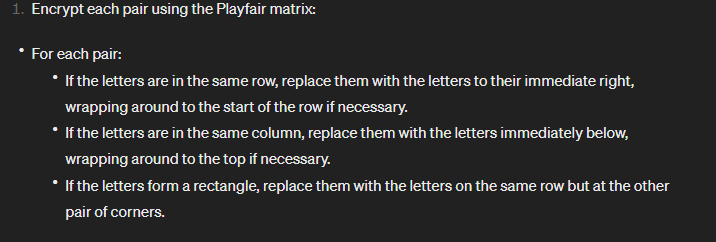 1. Encrypt each pair using the Playfair matrix:
• For each pair:
• If the letters are in the same row, replace them with the letters to their immediate right,
wrapping around to the start of the row if necessary.
• If the letters are in the same column, replace them with the letters immediately below,
wrapping around to the top if necessary.
• If the letters form a rectangle, replace them with the letters on the same row but at the other
pair of corners.